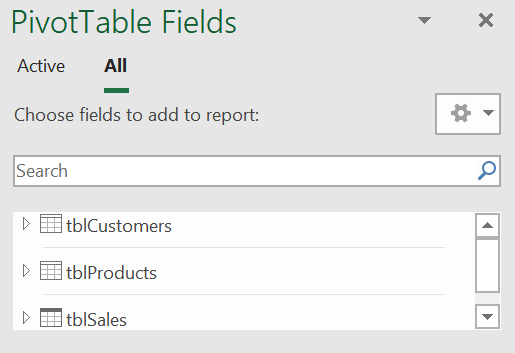 PivotTable Fields
Active All
Choose fields to add to report:
Search
tblCustomers
tblProducts
tblSales